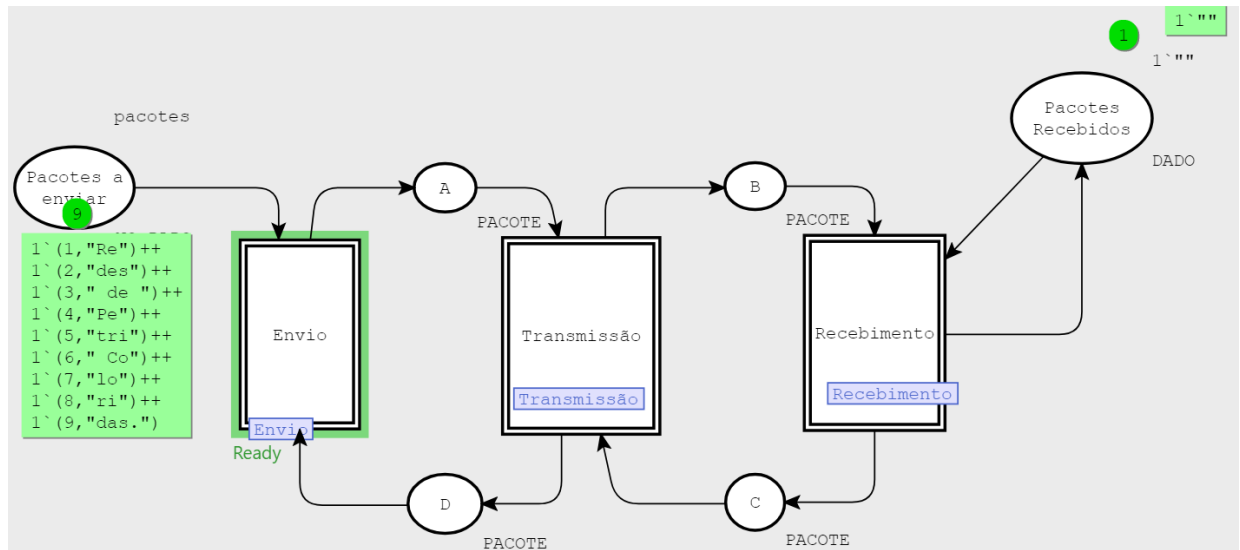 1`""
1
1`""
Pacotes
Recebidos
DADO
pacotes
Pacotes a
enviar
9
1`(1,"Re")++
1`(2,"des")++
1`(3," de ")++
1`(4,"Pe")++
1`(5,"tri")++
1`(6," Co")++
1`(7,"lo")++
1`(8,"ri")++
1`(9,"das.")
A
PACOTE
B
PACOTE
Envio
Envio
Ready
Transmissão
Transmissão
Recebimento
Recebimento
D
PACOTE
C
PACOTE